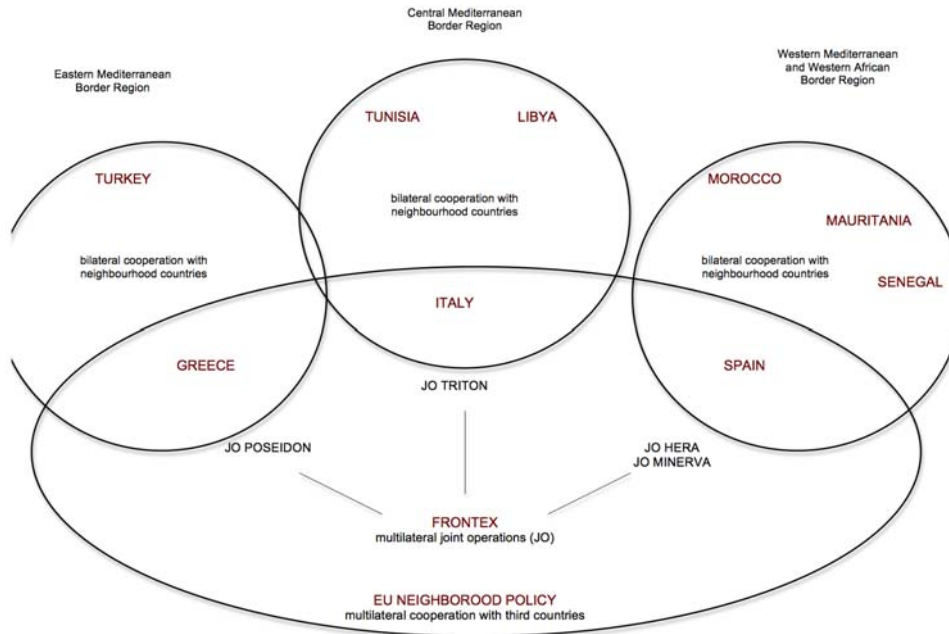 Central Mediterranean
Border Region
Eastern Mediterranean
Border Region
Western Mediterranean
and Western African
Border Region
TUNISIA
LIBYA
TURKEY
MOROCCO
bilateral cooperation with
neighbourhood countries
MAURITANIA
bilateral cooperation with
neighbourhood countries
bilateral cooperation with
neighbourhood countries
SENEGAL
ITALY
GREECE
SPAIN
JO TRITON
JO POSEIDON
JO HERA
JO MINERVA
FRONTEX
multilateral joint operations (JO)
EU NEIGHBOROOD POLICY
multilateral cooperation with third countries